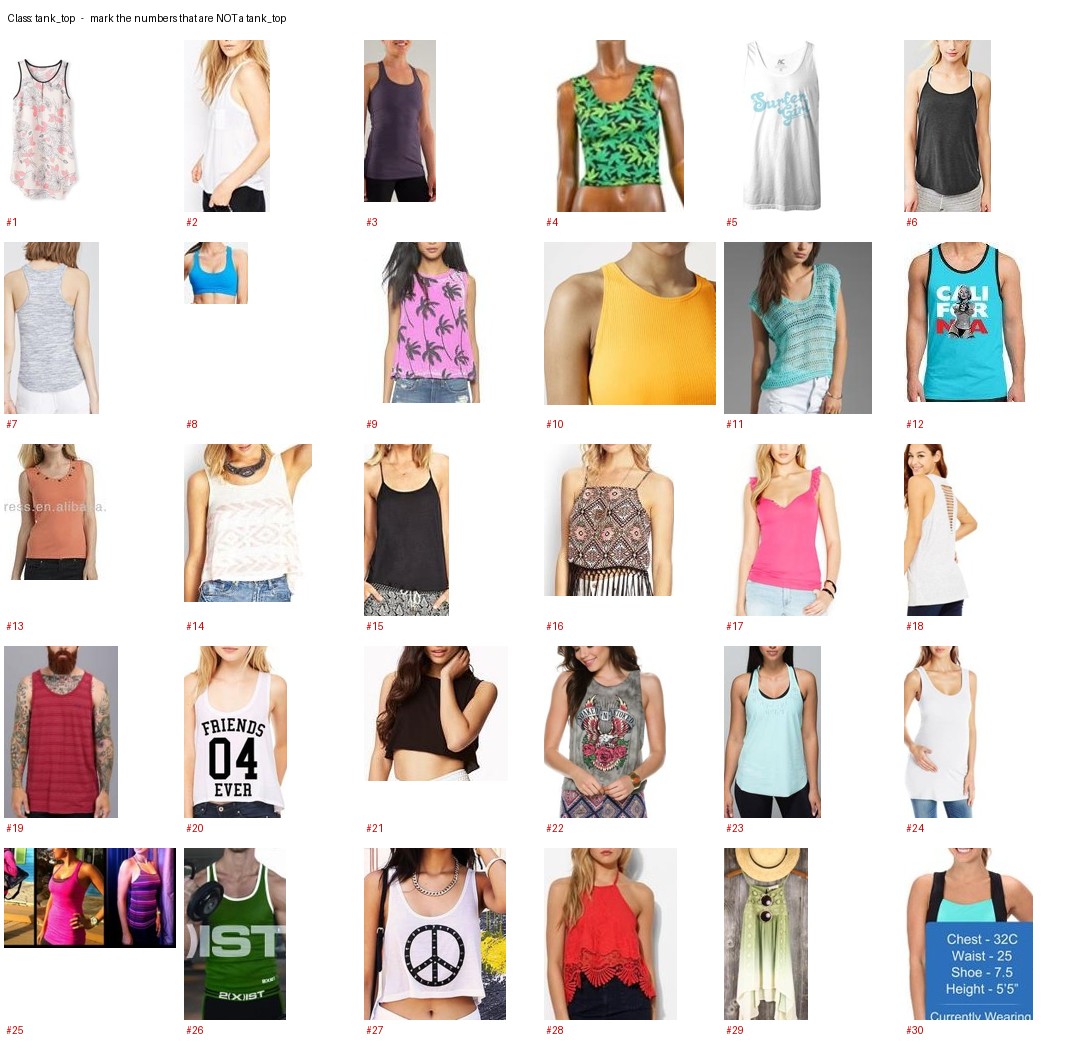 Class: tank_top - mark the numbers that are NOT a tank_top
#1
#2
#3
#4
#5
#6
Surfer
Girl
#7
#8
#9
#10
#11
#12
CALI
FOR
NIA
#13
#14
#15
#16
#17
#18
ress.en.alibaba.
#19
#20
#21
#22
#23
#24
FRIENDS
04
EVER
#25
#26
#27
#28
#29
#30
IST
2(X)IST
2(X)IST
Chest - 32C
Waist - 25
Shoe - 7.5
Height - 5'5"
Currently Wearing